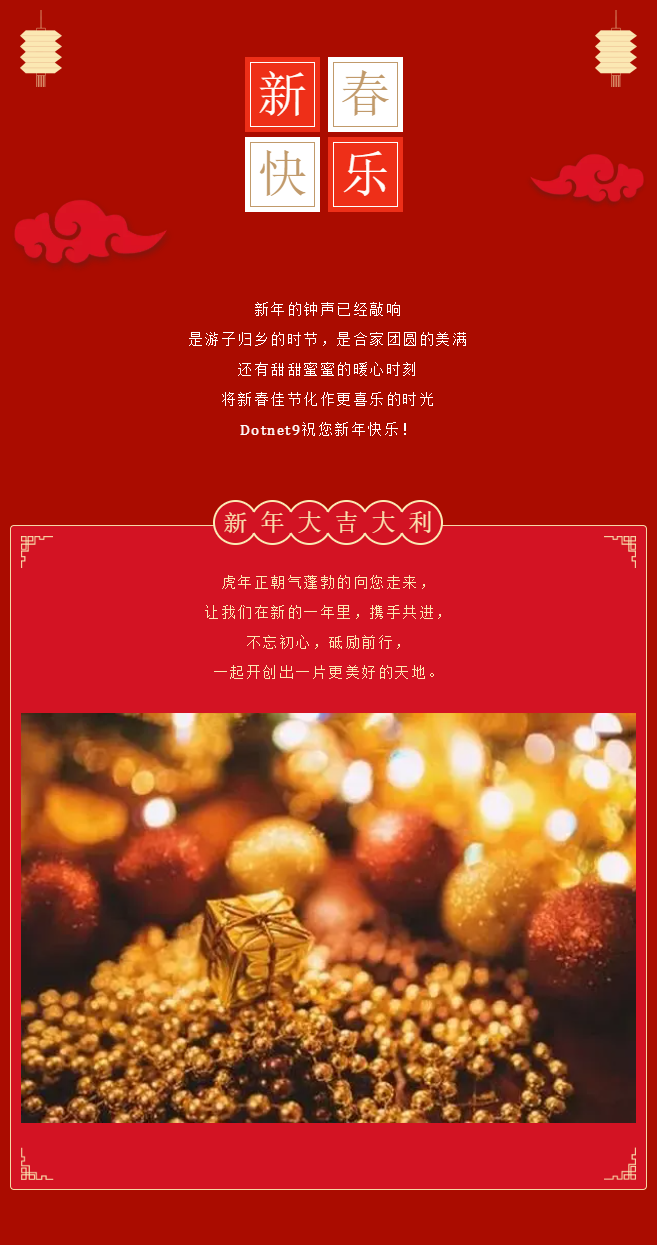 新春
快乐
新年的钟声已经敲响
是游子归乡的时节，是合家团圆的美满
还有甜甜蜜蜜的暖心时刻
将新春佳节化作更喜乐的时光
Dotnet9祝您新年快乐！
新年大吉大利
虎年正朝气蓬勃的向您走来，
让我们在新的一年里，携手共进，
不忘初心，砥励前行，
一起开创出一片更美好的天地。